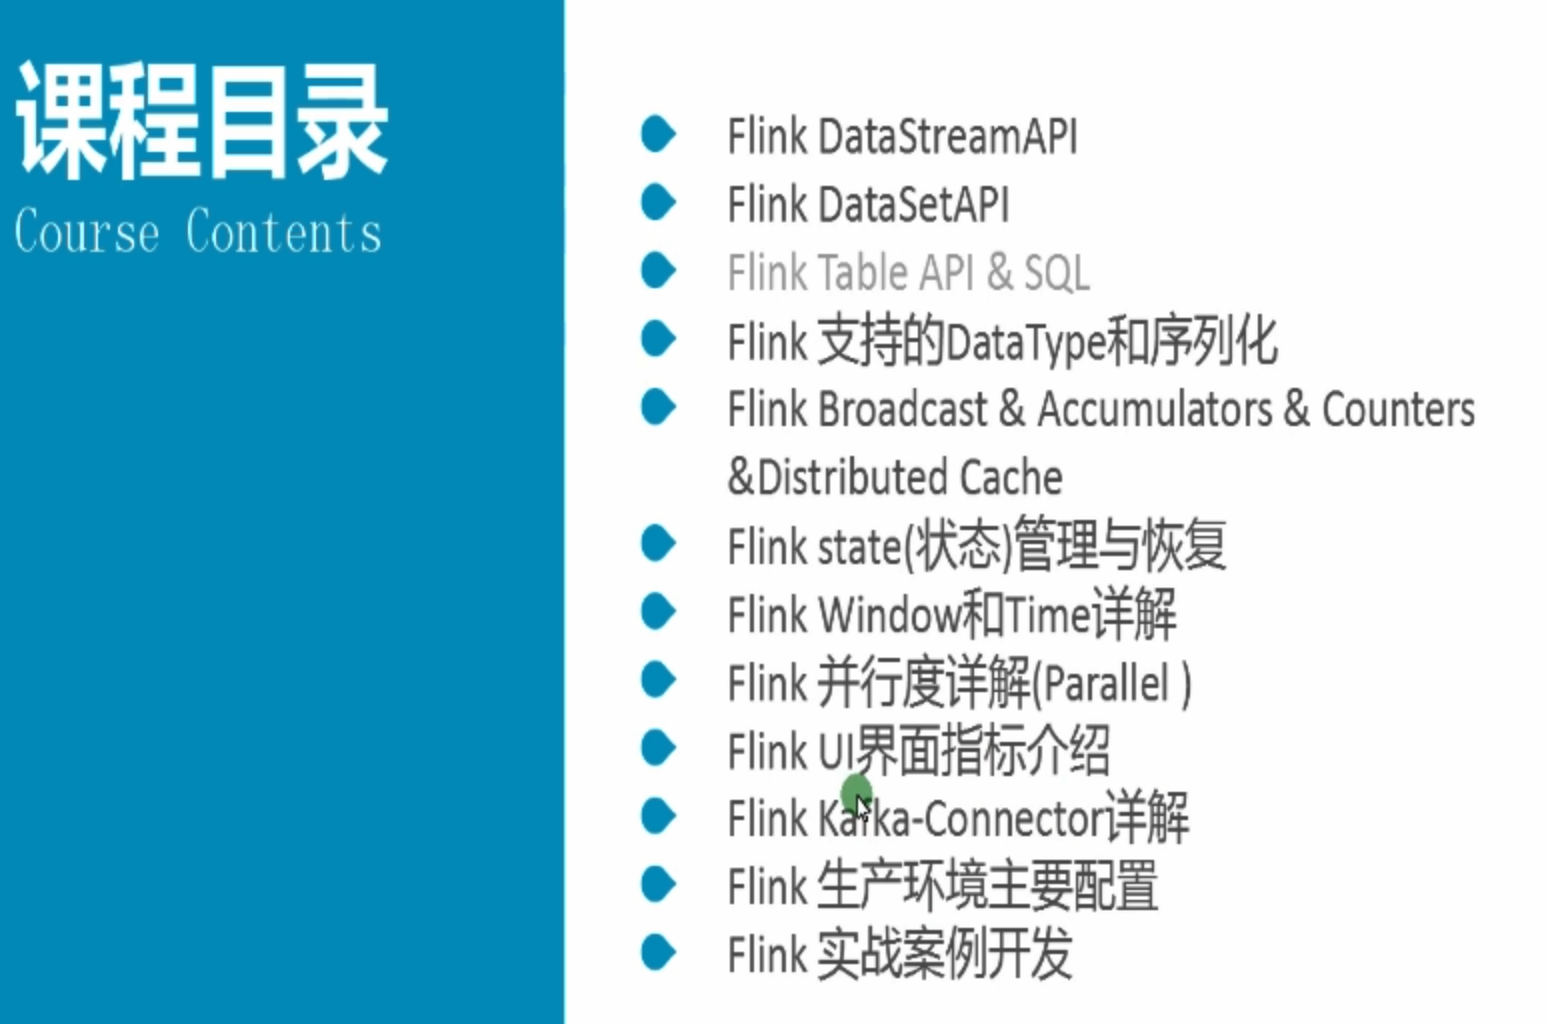 课程目录
Course Contents
Flink DataStreamAPI
Flink DataSetAPI
Flink Table API & SQL
Flink 支持的DataType和序列化
Flink Broadcast & Accumulators & Counters
&Distributed Cache
Flink state(状态)管理与恢复
Flink Window和Time详解
Flink 并行度详解(Parallel )
Flink UI界面指标介绍
Flink Kafka-Connector详解
Flink 生产环境主要配置
Flink 实战案例开发